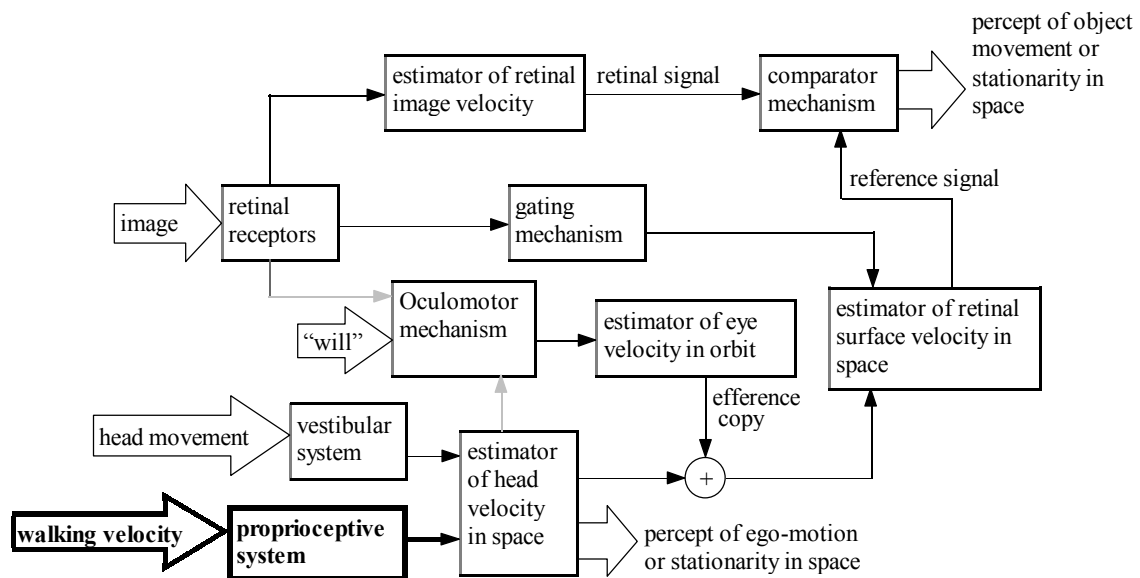 percept of object
movement or
stationarity in
space
estimator of retinal
image velocity
retinal signal
comparator
mechanism
reference signal
image
retinal
receptors
gating
mechanism
Oculomotor
mechanism
“will”
estimator of eye
velocity in orbit
estimator of retinal
surface velocity in
space
efference
copy
head movement
vestibular
system
estimator
of head
velocity
in space
+
walking velocity
proprioceptive
system
percept of ego-motion
or stationarity in space